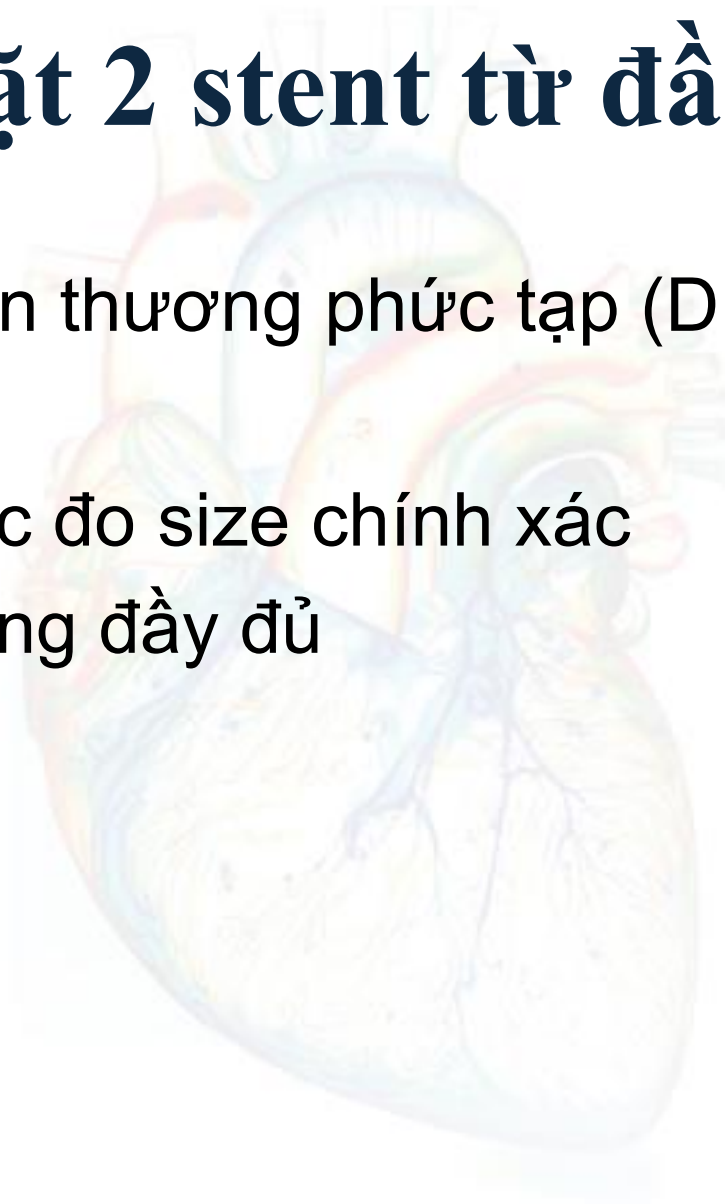 ặt 2 stent từ đầ
n thương phức tạp (D
c đo size chính xác
ng đầy đủ